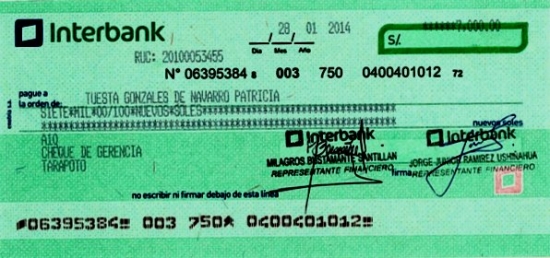 Interbank
28 01 2014
Día Mes Año
******7,000.00
S/.
RUC: 20100053455
N° 06395384 8 003 750 0400401012 72
páguese a
la orden de: TUESTA GONZALES DE NAVARRO PATRICIA
SIETE*MIL*00/100*NUEVOS*SOLES
nuevos soles
A10
CHEQUE DE GERENCIA
TARAPOTO
Interbank
MILAGROS BUSTAMANTE SANTILLAN
REPRESENTANTE FINANCIERO
Interbank
JORGE JUNIOR RAMIREZ USHIÑAHUA
firma REPRESENTANTE FINANCIERO
no escribir ni firmar debajo de esta línea
06395384 003 750 0400401012